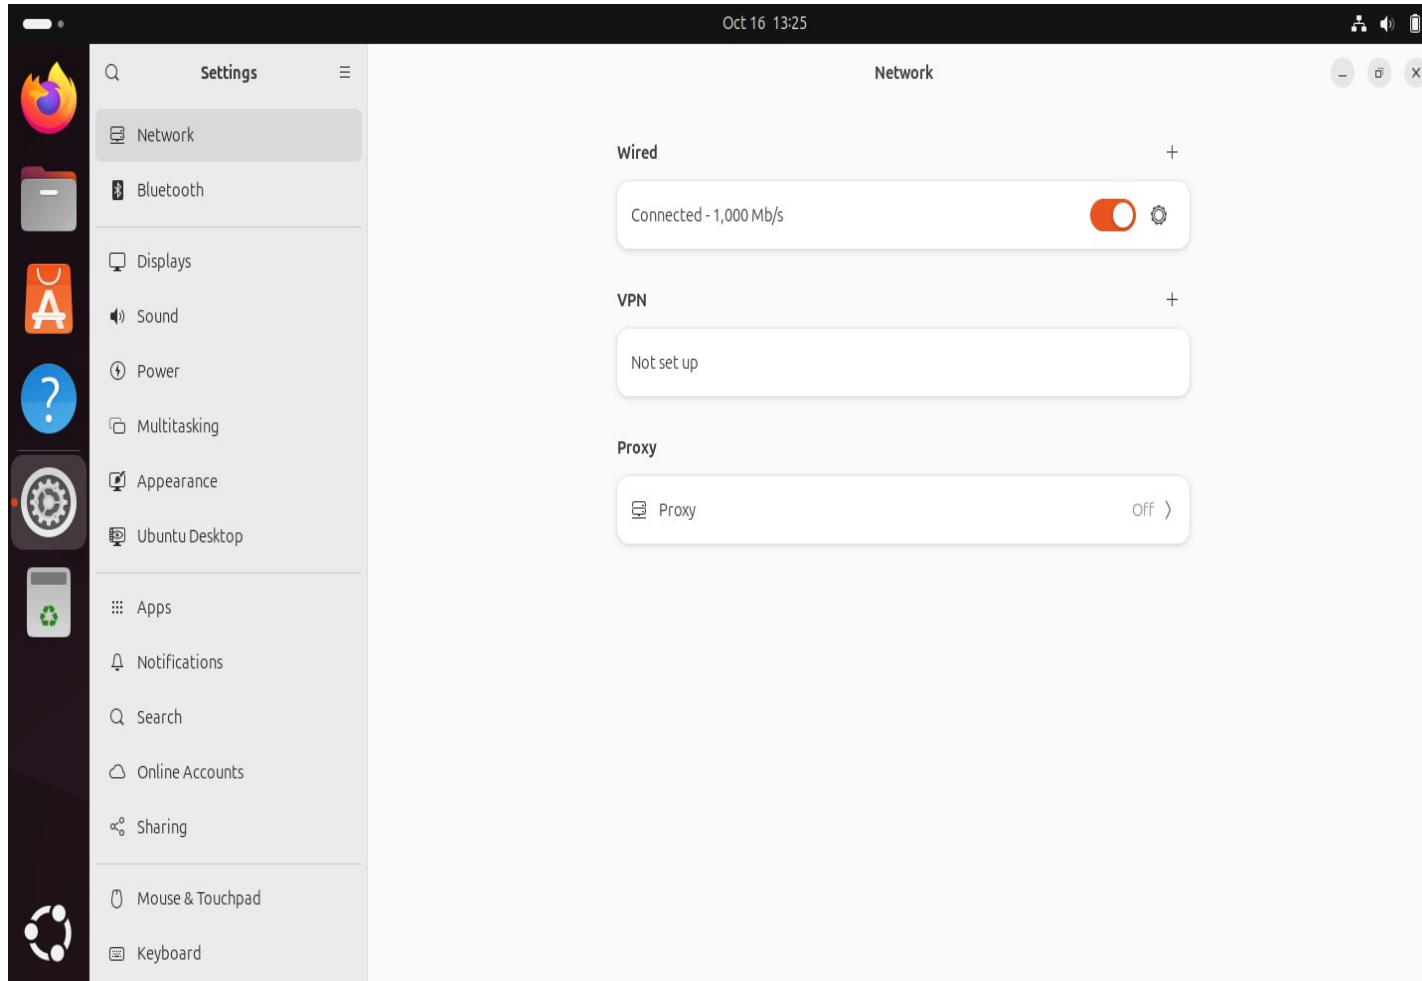 Oct 16 13:25
Settings
Network
Bluetooth
Displays
Sound
Power
Multitasking
Appearance
Ubuntu Desktop
Apps
Notifications
Search
Online Accounts
Sharing
Mouse & Touchpad
Keyboard
Network
Wired
Connected - 1,000 Mb/s
VPN
Not set up
Proxy
Proxy Off